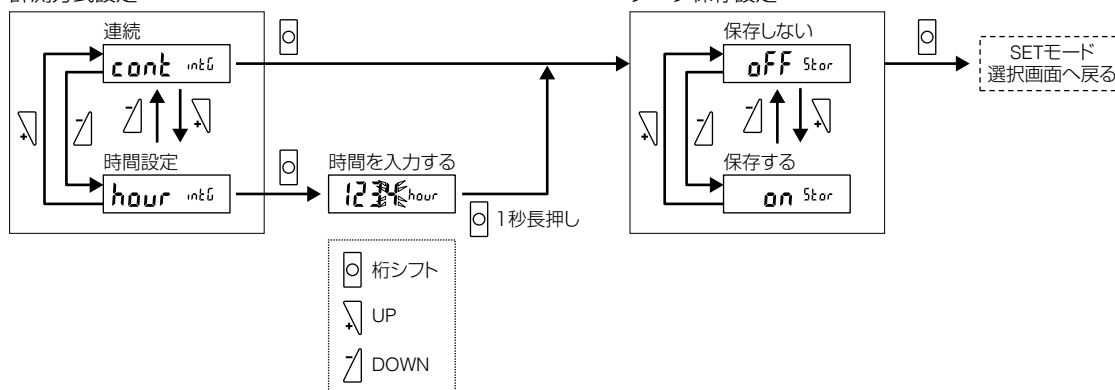 連続
cont intG
時間設定
hour intG
時間を入力する
1234 hour
1秒長押し
桁シフト
+ UP
- DOWN
保存しない
oFF Stor
保存する
on Stor
SETモード
選択画面へ戻る